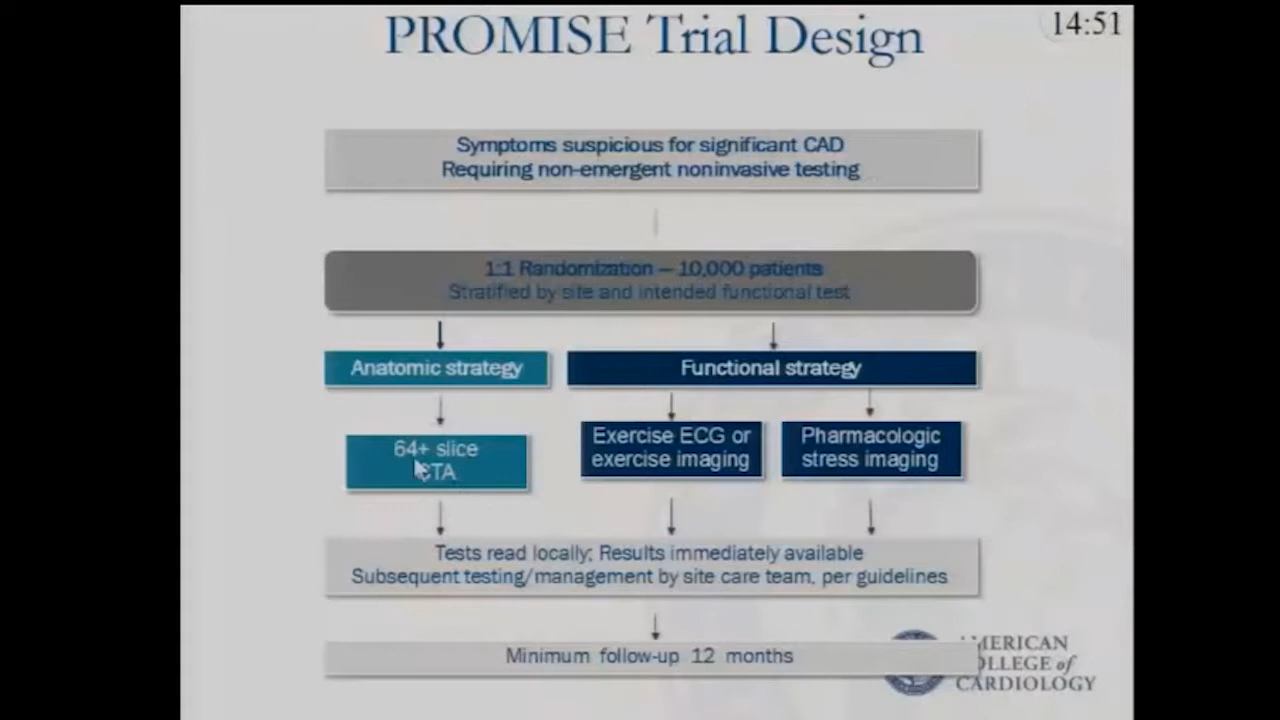 PROMISE Trial Design
14:51
Symptoms suspicious for significant CAD
Requiring non-emergent noninvasive testing
1:1 Randomization – 10,000 patients
Stratified by site and intended functional test
Anatomic strategy
Functional strategy
64+ slice
CTA
Exercise ECG or
exercise imaging
Pharmacologic
stress imaging
Tests read locally; Results immediately available
Subsequent testing/management by site care team, per guidelines
Minimum follow-up 12 months
AMERICAN
COLLEGE of
CARDIOLOGY